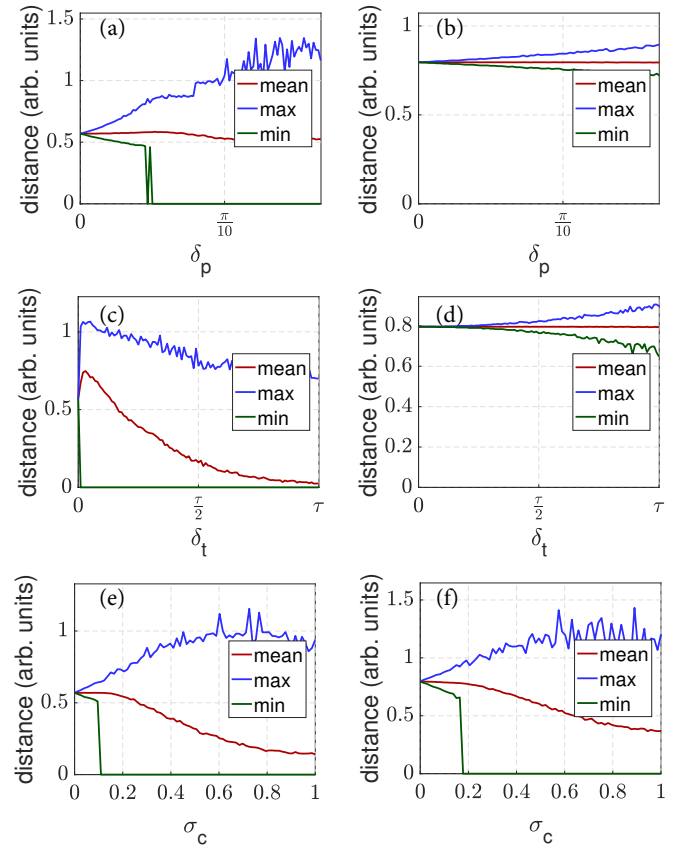 (a)
distance (arb. units)
1.5
1
0.5
0
mean
max
min
0
π/10
δp
(b)
distance (arb. units)
1
0.5
0
mean
max
min
0
π/10
δp
(c)
distance (arb. units)
1
0.5
0
mean
max
min
0
τ/2
τ
δt
(d)
distance (arb. units)
0.8
0.6
0.4
0.2
0
mean
max
min
0
τ/2
τ
δt
(e)
distance (arb. units)
1
0.5
0
mean
max
min
0 0.2 0.4 0.6 0.8 1
σc
(f)
distance (arb. units)
1.5
1
0.5
0
mean
max
min
0 0.2 0.4 0.6 0.8 1
σc